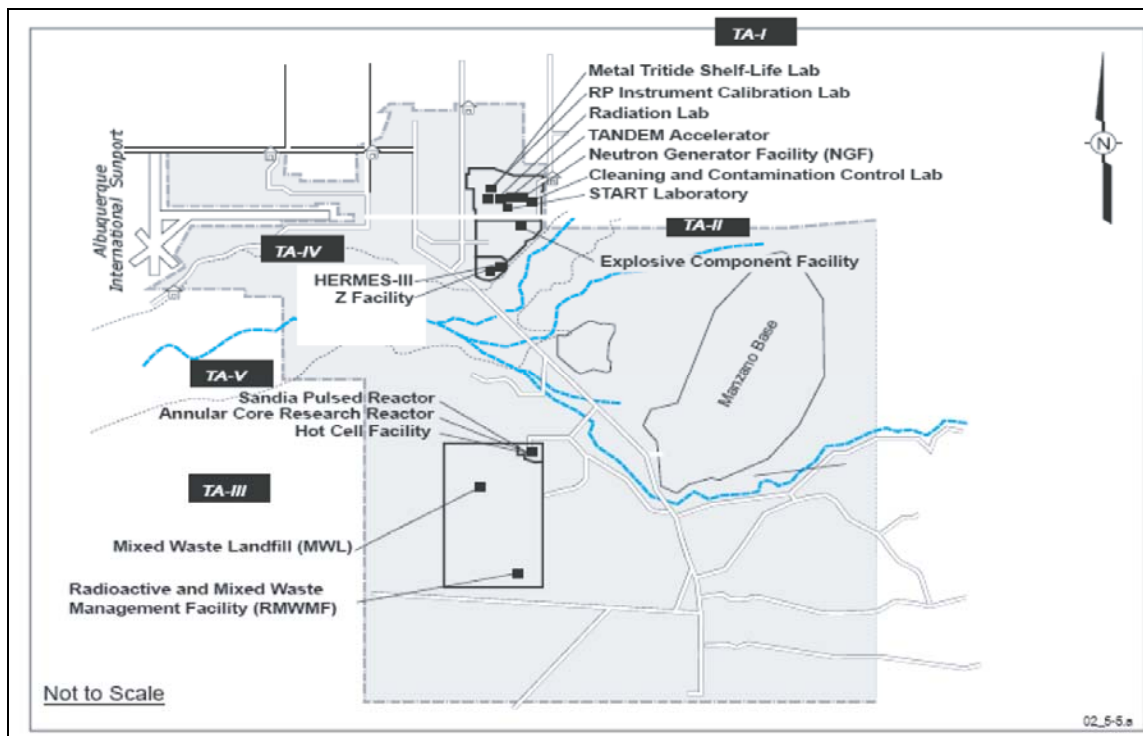 TA-I
Metal Tritide Shelf-Life Lab
RP Instrument Calibration Lab
Radiation Lab
TANDEM Accelerator
Neutron Generator Facility (NGF)
Cleaning and Contamination Control Lab
START Laboratory
N
Albuquerque
International Sunport
TA-II
TA-IV
Explosive Component Facility
HERMES-III
Z Facility
Manzano Base
TA-V
Sandia Pulsed Reactor
Annular Core Research Reactor
Hot Cell Facility
TA-III
Mixed Waste Landfill (MWL)
Radioactive and Mixed Waste
Management Facility (RMWMF)
Not to Scale
02_5-5.a